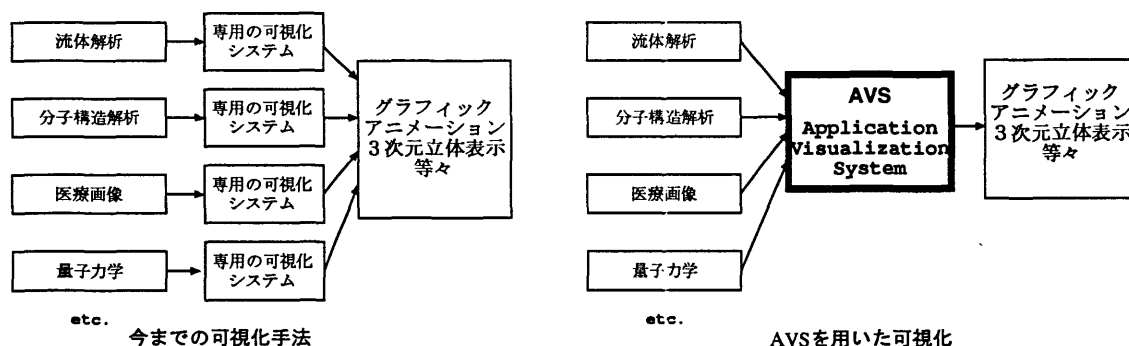 流体解析
専用の可視化
システム
分子構造解析
専用の可視化
システム
医療画像
専用の可視化
システム
量子力学
専用の可視化
システム
グラフィック
アニメーション
３次元立体表示
等々
etc.
今までの可視化手法
流体解析
分子構造解析
医療画像
量子力学
AVS
Application
Visualization
System
グラフィック
アニメーション
３次元立体表示
等々
etc.
AVSを用いた可視化